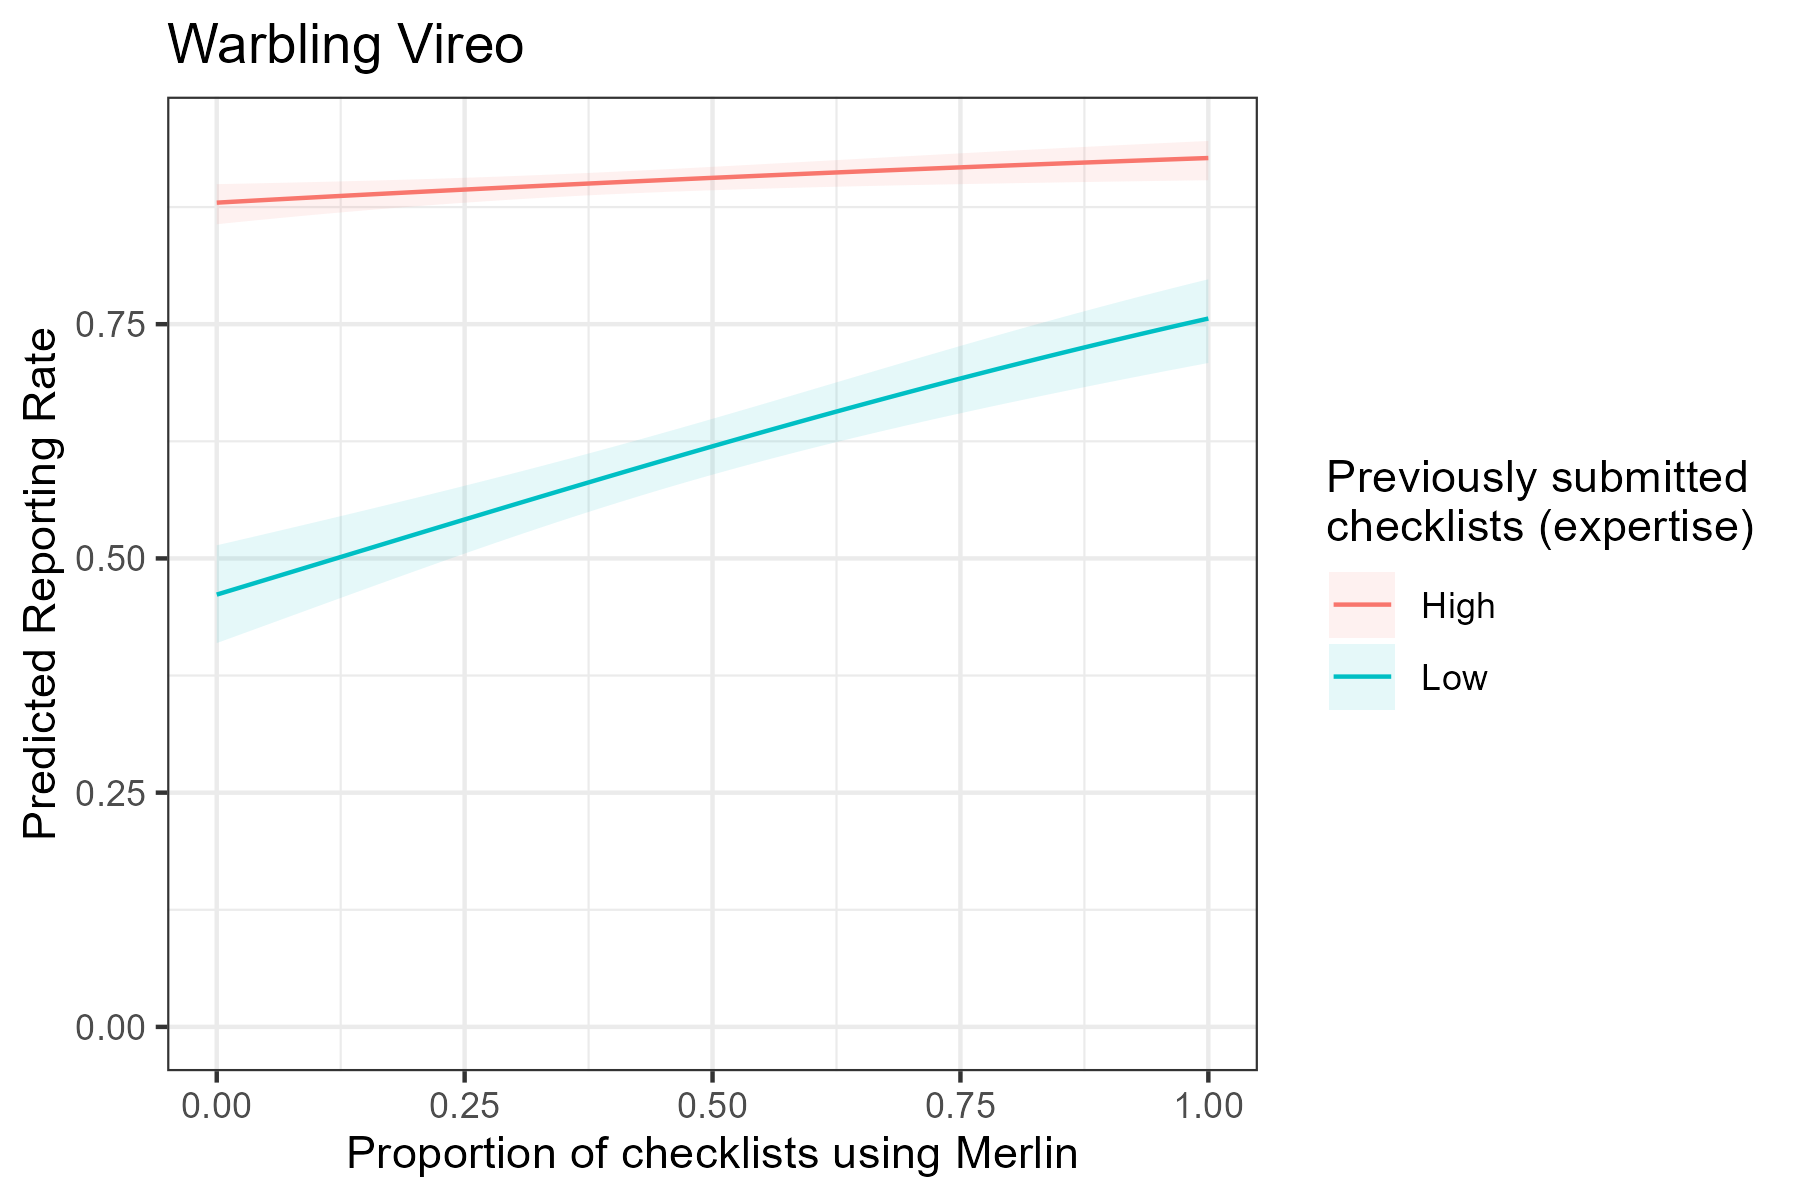 Warbling Vireo
Predicted Reporting Rate
0.75
0.50
0.25
0.00
0.00 0.25 0.50 0.75 1.00
Proportion of checklists using Merlin
Previously submitted
checklists (expertise)
High
Low